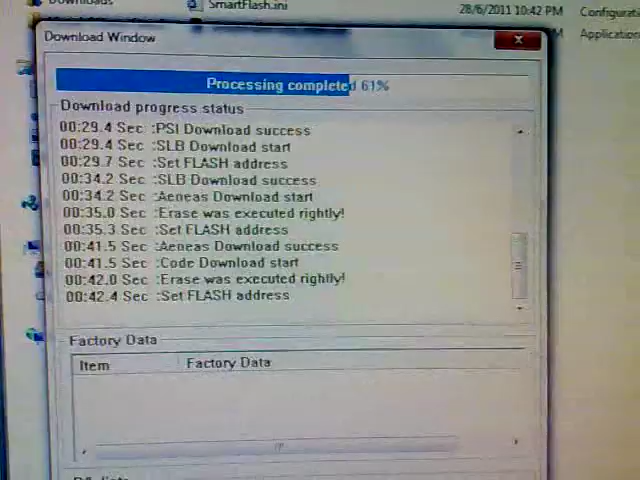 Downloads
SmartFlash.ini
28/6/2011 10:42 PM
Configurati
M
Application
Download Window
Processing completed 61%
Download progress status
00:29.4 Sec :PSI Download success
00:29.4 Sec :SLB Download start
00:29.7 Sec :Set FLASH address
00:34.2 Sec :SLB Download success
00:34.2 Sec :Aeneas Download start
00:35.0 Sec :Erase was executed rightly!
00:35.3 Sec :Set FLASH address
00:41.5 Sec :Aeneas Download success
00:41.5 Sec :Code Download start
00:42.0 Sec :Erase was executed rightly!
00:42.4 Sec :Set FLASH address
Factory Data
Item
Factory Data